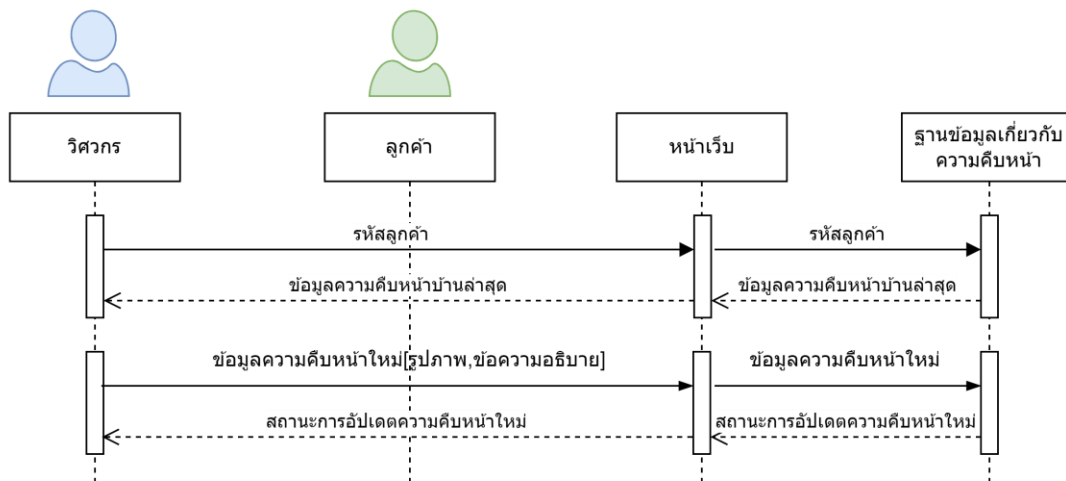 วิศวกร
ลูกค้า
หน้าเว็บ
ฐานข้อมูลเกี่ยวกับ
ความคืบหน้า
รหัสลูกค้า
รหัสลูกค้า
ข้อมูลความคืบหน้าบ้านล่าสุด
ข้อมูลความคืบหน้าบ้านล่าสุด
ข้อมูลความคืบหน้าใหม่[รูปภาพ,ข้อความอธิบาย]
ข้อมูลความคืบหน้าใหม่
สถานะการอัปเดตความคืบหน้าใหม่
สถานะการอัปเดตความคืบหน้าใหม่